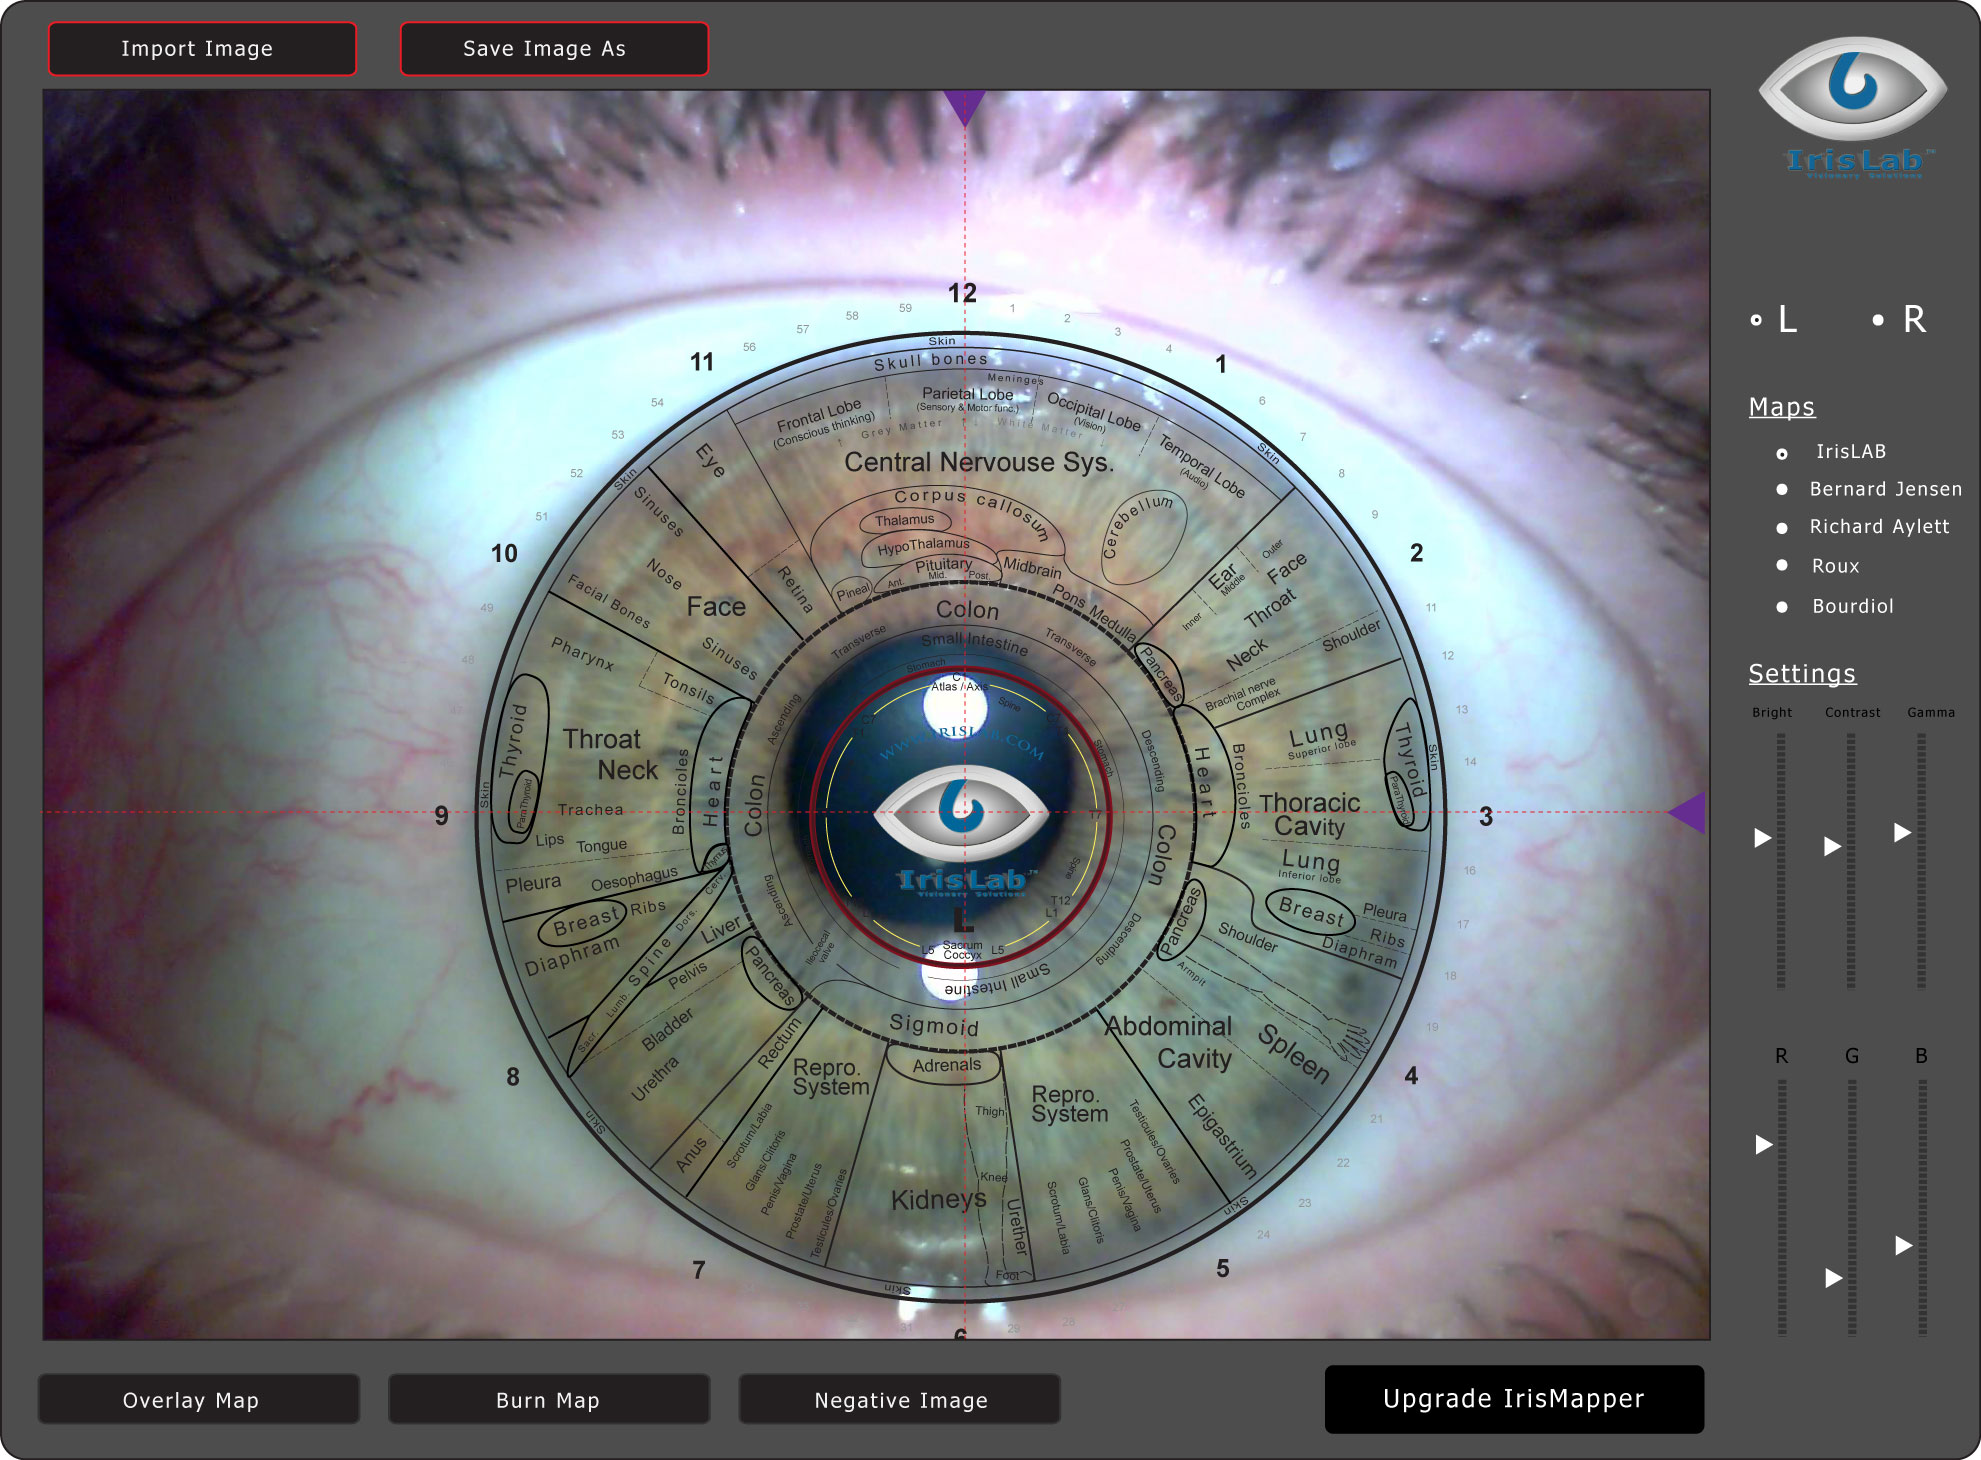 Import Image
Save Image As
IrisLab™
Visionary Solutions
L
R
Maps
IrisLAB
Bernard Jensen
Richard Aylett
Roux
Bourdiol
Settings
Bright
Contrast
Gamma
R
G
B
12
1
2
3
4
5
6
7
8
9
10
11
59
58
57
56
54
53
52
51
49
48
47
1
2
3
4
6
7
8
9
11
12
13
14
16
17
18
19
21
22
23
24
28
29
31
Skin
Skull bones
Meninges
Frontal Lobe
(Conscious thinking)
Parietal Lobe
(Sensory & Motor func.)
Occipital Lobe
(Vision)
Temporal Lobe
(Audio)
↑ Grey Matter
↓ White Matter ↓
Central Nervouse Sys.
Corpus callosum
Thalamus
HypoThalamus
Pituitary
Ant.
Mid.
Post.
Pineal
Midbrain
Pons
Medulla
Cerebellum
Eye
Retina
Skin
Sinuses
Nose
Face
Facial Bones
Sinuses
Pharynx
Tonsils
Thyroid
ParaThyroid
Skin
Throat
Neck
Trachea
Lips
Tongue
Broncioles
Heart
Thymus
Pleura
Oesophagus
Breast
Ribs
Diaphram
Spine
Cerv.
Dors.
Lumb.
Sacr.
Liver
Pelvis
Pancreas
Bladder
Urethra
Skin
Rectum
Anus
Repro.
System
Scrotum/Labia
Glans/Clitoris
Penis/Vagina
Prostate/Uterus
Testicules/Ovaries
Adrenals
Kidneys
Thigh
Knee
Foot
Urether
Skin
Repro.
System
Testicules/Ovaries
Prostate/Uterus
Penis/Vagina
Glans/Clitoris
Scrotum/Labia
Abdominal
Cavity
Epigastrium
Skin
Spleen
Armpit
Shoulder
Pancreas
Breast
Pleura
Ribs
Diaphram
Lung
Inferior lobe
Thoracic
Cavity
Lung
Superior lobe
Thyroid
ParaThyroid
Skin
Broncioles
Heart
Brachial nerve
Complex
Pancreas
Shoulder
Neck
Throat
Face
Ear
Outer
Middle
Inner
Skin
Colon
Transverse
Transverse
Small Intestine
Stomach
Ascending
Colon
Ascending
Ileocecal
valve
Descending
Colon
Descending
Small Intestine
Sigmoid
Stomach
C
Atlas / Axis
Spine
C7
C7
T7
Spine
T12
L1
L5
Sacrum
Coccyx
L5
WWW.IRISLAB.COM
IrisLab™
Visionary Solutions
L
Overlay Map
Burn Map
Negative Image
Upgrade IrisMapper